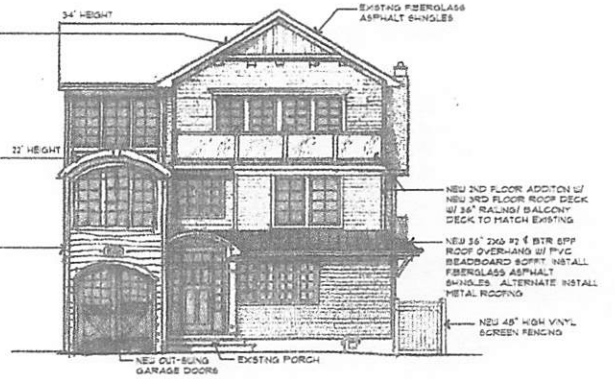 34' HEIGHT
EXISTING FIBERGLASS
ASPHALT SHINGLES
22' HEIGHT
NEW 2ND FLOOR ADDITON W/
NEW 3RD FLOOR ROOF DECK
W/ 36" RAILING/ BALCONY
DECK TO MATCH EXISTING
NEW 36" 2X6 #2 & BTR SPF
ROOF OVERHANG W/ PVC
BEADBOARD SOFFIT. INSTALL
FIBERGLASS ASPHALT
SHINGLES. ALTERNATE INSTALL
METAL ROOFING
NEW 48" HIGH VINYL
SCREEN FENCING
NEW OUT-SWING
GARAGE DOORS
EXISTING PORCH